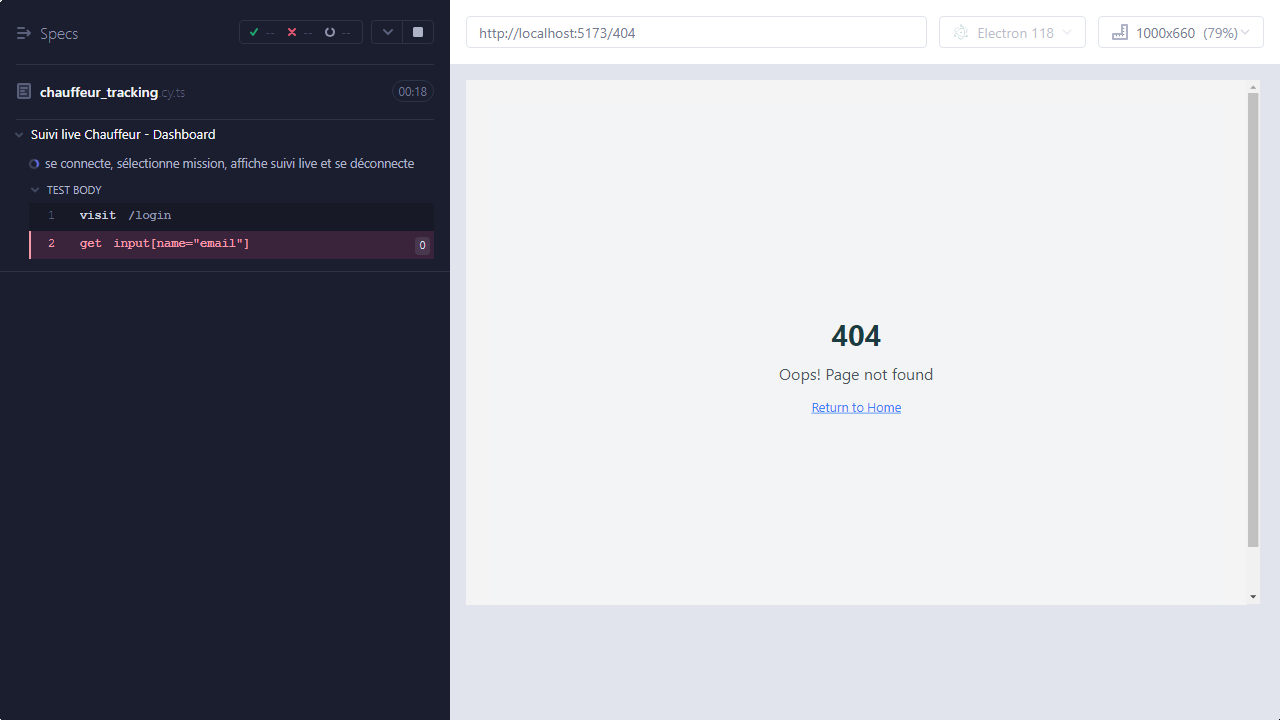 Specs
-- -- --
chauffeur_tracking.cy.ts
00:18
Suivi live Chauffeur - Dashboard
se connecte, sélectionne mission, affiche suivi live et se déconnecte
TEST BODY
1 visit /login
2 get input[name="email"] 0
http://localhost:5173/404
Electron 118
1000x660 (79%)
404
Oops! Page not found
Return to Home